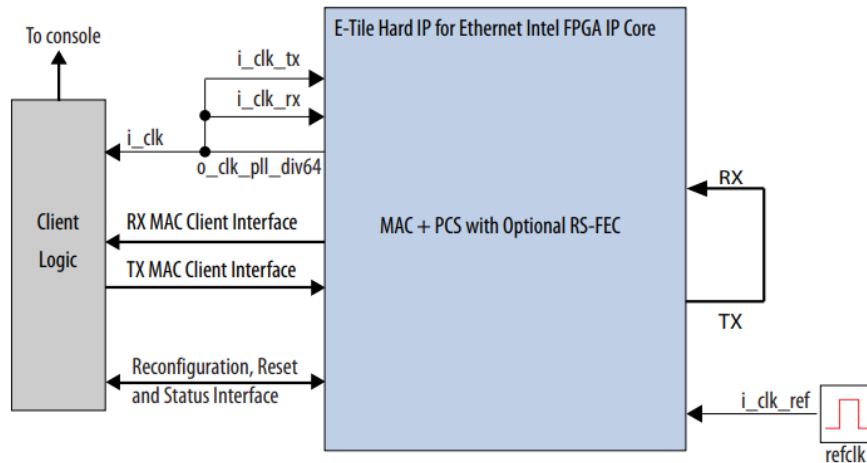 To console
E-Tile Hard IP for Ethernet Intel FPGA IP Core
i_clk_tx
i_clk_rx
i_clk
o_clk_pll_div64
RX
Client
Logic
RX MAC Client Interface
MAC + PCS with Optional RS-FEC
TX MAC Client Interface
TX
Reconfiguration, Reset
and Status Interface
i_clk_ref
refclk